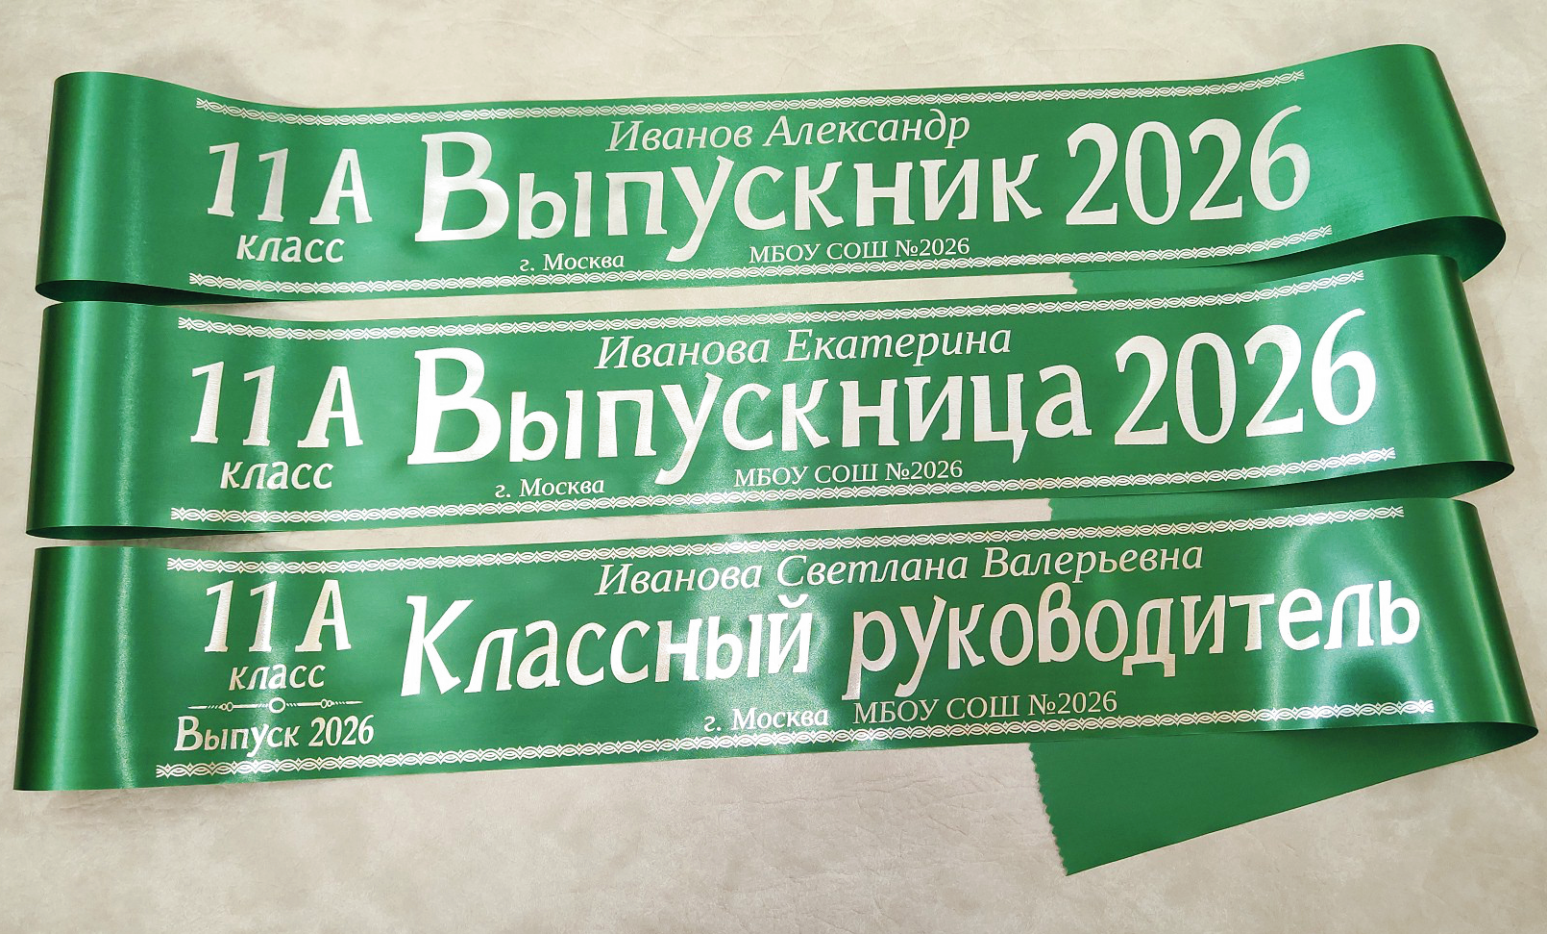 11 А
класс
Иванов Александр
Выпускник 2026
г. Москва МБОУ СОШ №2026
11 А
класс
Иванова Екатерина
Выпускница 2026
г. Москва МБОУ СОШ №2026
11 А
класс
Выпуск 2026
Иванова Светлана Валерьевна
Классный руководитель
г. Москва МБОУ СОШ №2026